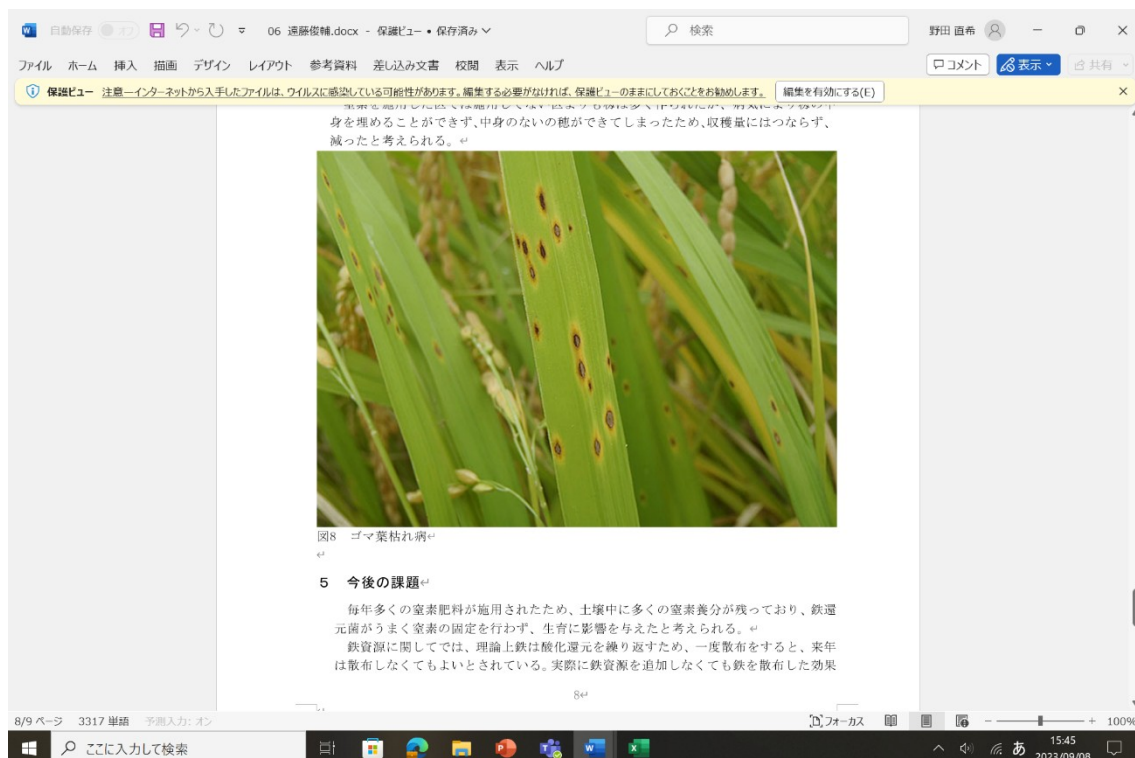 自動保存 オフ 06 遠藤俊輔.docx - 保護ビュー • 保存済み 検索 野田 直希
ファイル ホーム 挿入 描画 デザイン レイアウト 参考資料 差し込み文書 校閲 表示 ヘルプ コメント 表示 共有
保護ビュー 注意—インターネットから入手したファイルは、ウイルスに感染している可能性があります。編集する必要がなければ、保護ビューのままにしておくことをお勧めします。 編集を有効にする(E)
身を埋めることができず、中身のないの穂ができてしまったため、収穫量にはつならず、
減ったと考えられる。
図8 ゴマ葉枯れ病
5 今後の課題
毎年多くの窒素肥料が施用されたため、土壌中に多くの窒素養分が残っており、鉄還
元菌がうまく窒素の固定を行わず、生育に影響を与えたと考えられる。
鉄資源に関してでは、理論上鉄は酸化還元を繰り返すため、一度散布をすると、来年
は散布しなくてもよいとされている。実際に鉄資源を追加しなくても鉄を散布した効果
8
8/9 ページ 3317 単語 予測入力: オン フォーカス 100%
ここに入力して検索 あ 15:45
2023/09/08